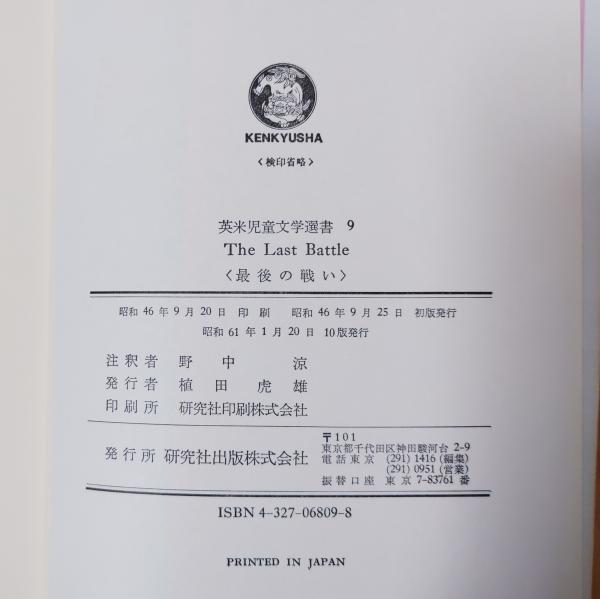 KENKYUSHA
〈検印省略〉
英米児童文学選書 9
The Last Battle
〈最後の戦い〉
昭和 46 年 9 月 20 日 印 刷 昭和 46 年 9 月 25 日 初版発行
昭和 61 年 1 月 20 日 10版発行
注釈者 野中涼
発行者 植田虎雄
印刷所 研究社印刷株式会社
発行所 研究社出版株式会社
〒101
東京都千代田区神田駿河台 2-9
電話東京 (291) 1416 (編集)
(291) 0951 (営業)
振替口座 東京 7-83761 番
ISBN 4-327-06809-8
PRINTED IN JAPAN